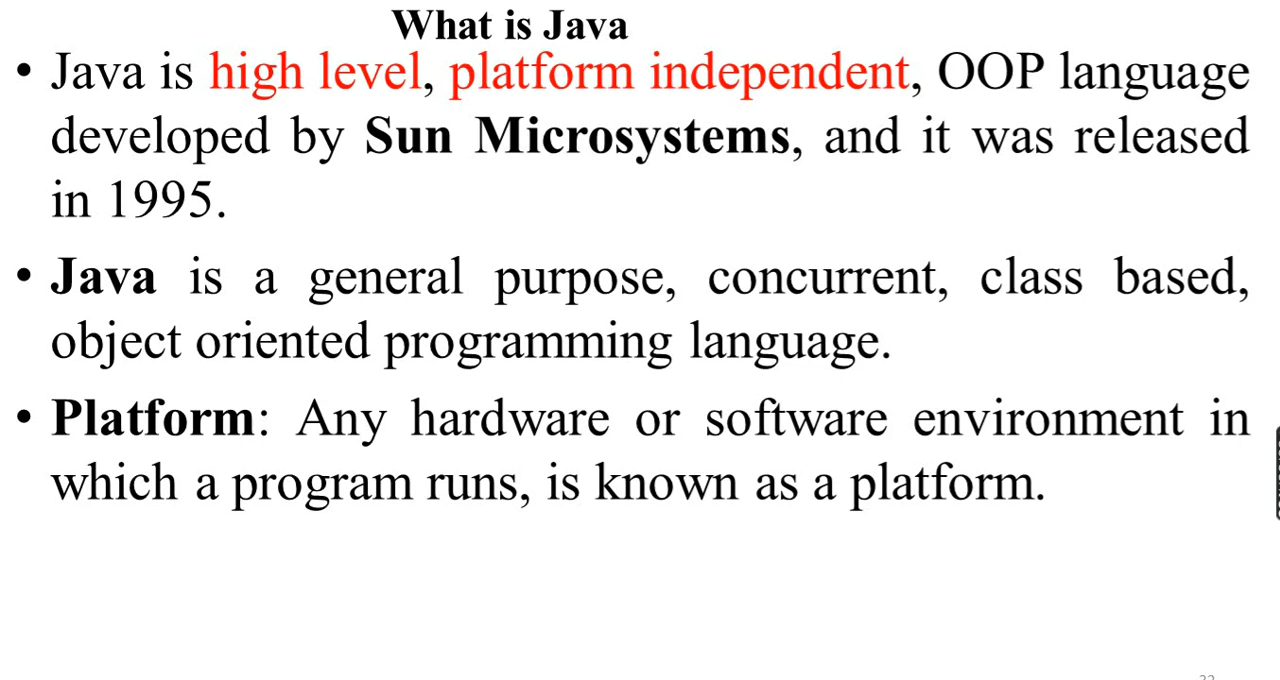 What is Java
• Java is high level, platform independent, OOP language
developed by Sun Microsystems, and it was released
in 1995.
• Java is a general purpose, concurrent, class based,
object oriented programming language.
• Platform: Any hardware or software environment in
which a program runs, is known as a platform.